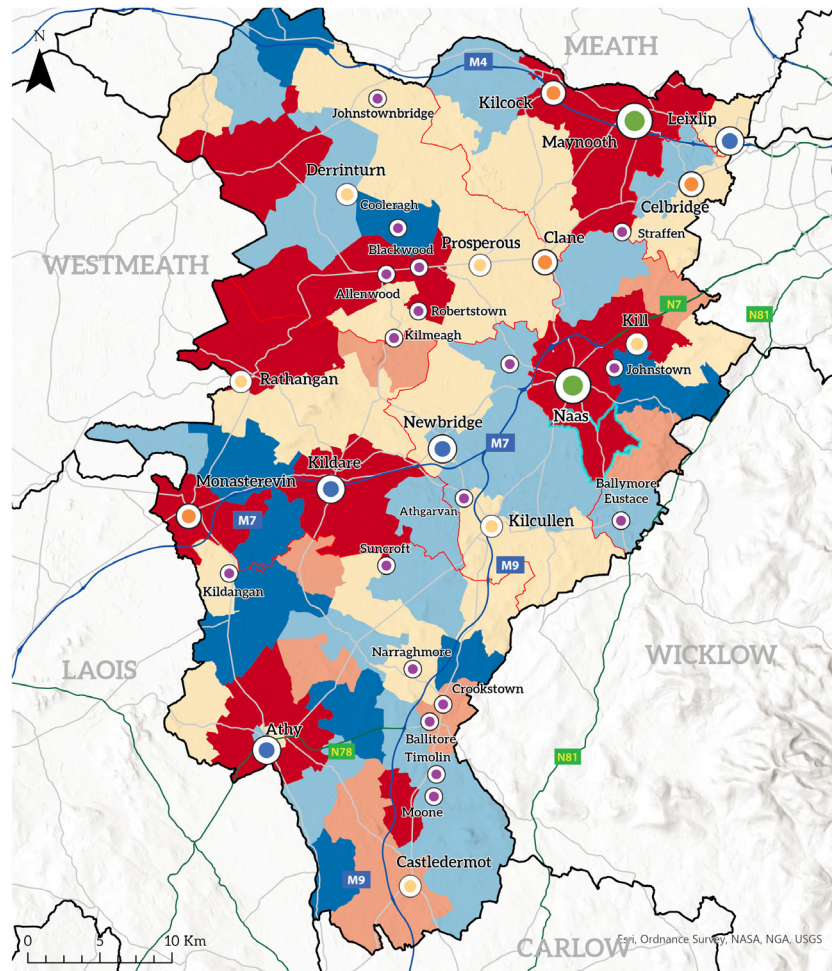 N
MEATH
M4
Johnstownbridge
Kilcock
Leixlip
Maynooth
Derrinturn
Celbridge
Cooleragh
Straffen
Blackwood
Prosperous
Clane
WESTMEATH
Allenwood
N7
Robertstown
Kill
N81
Kilmeagh
Johnstown
Rathangan
Naas
Newbridge
M7
Kildare
Monasterevin
Ballymore
Eustace
Athgarvan
M7
Kilcullen
Suncroft
M9
Kildangan
Narraghmore
WICKLOW
LAOIS
Crookstown
Athy
Ballitore
N78
N81
Timolin
Moone
Castledermot
M9
0 5 10 Km
CARLOW
Esri, Ordnance Survey, NASA, NGA, USGS